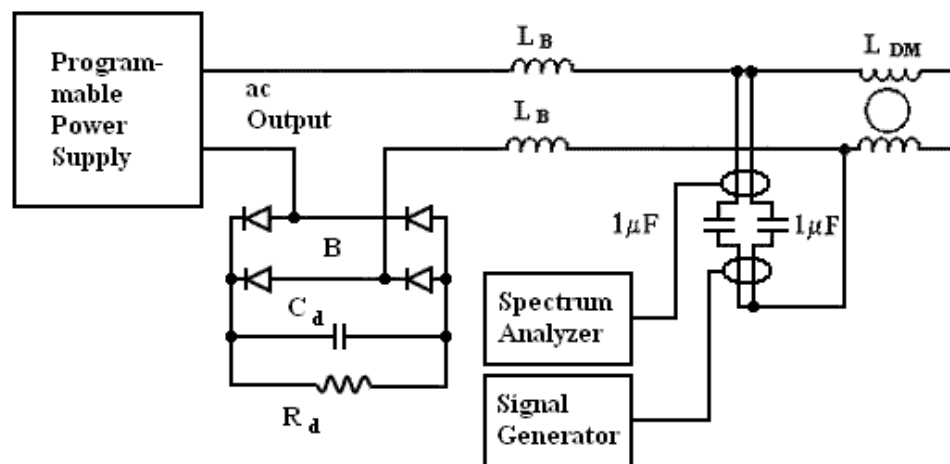 Program-
mable
Power
Supply
ac
Output
L B
L B
L DM
B
C d
R d
1μF
1μF
Spectrum
Analyzer
Signal
Generator